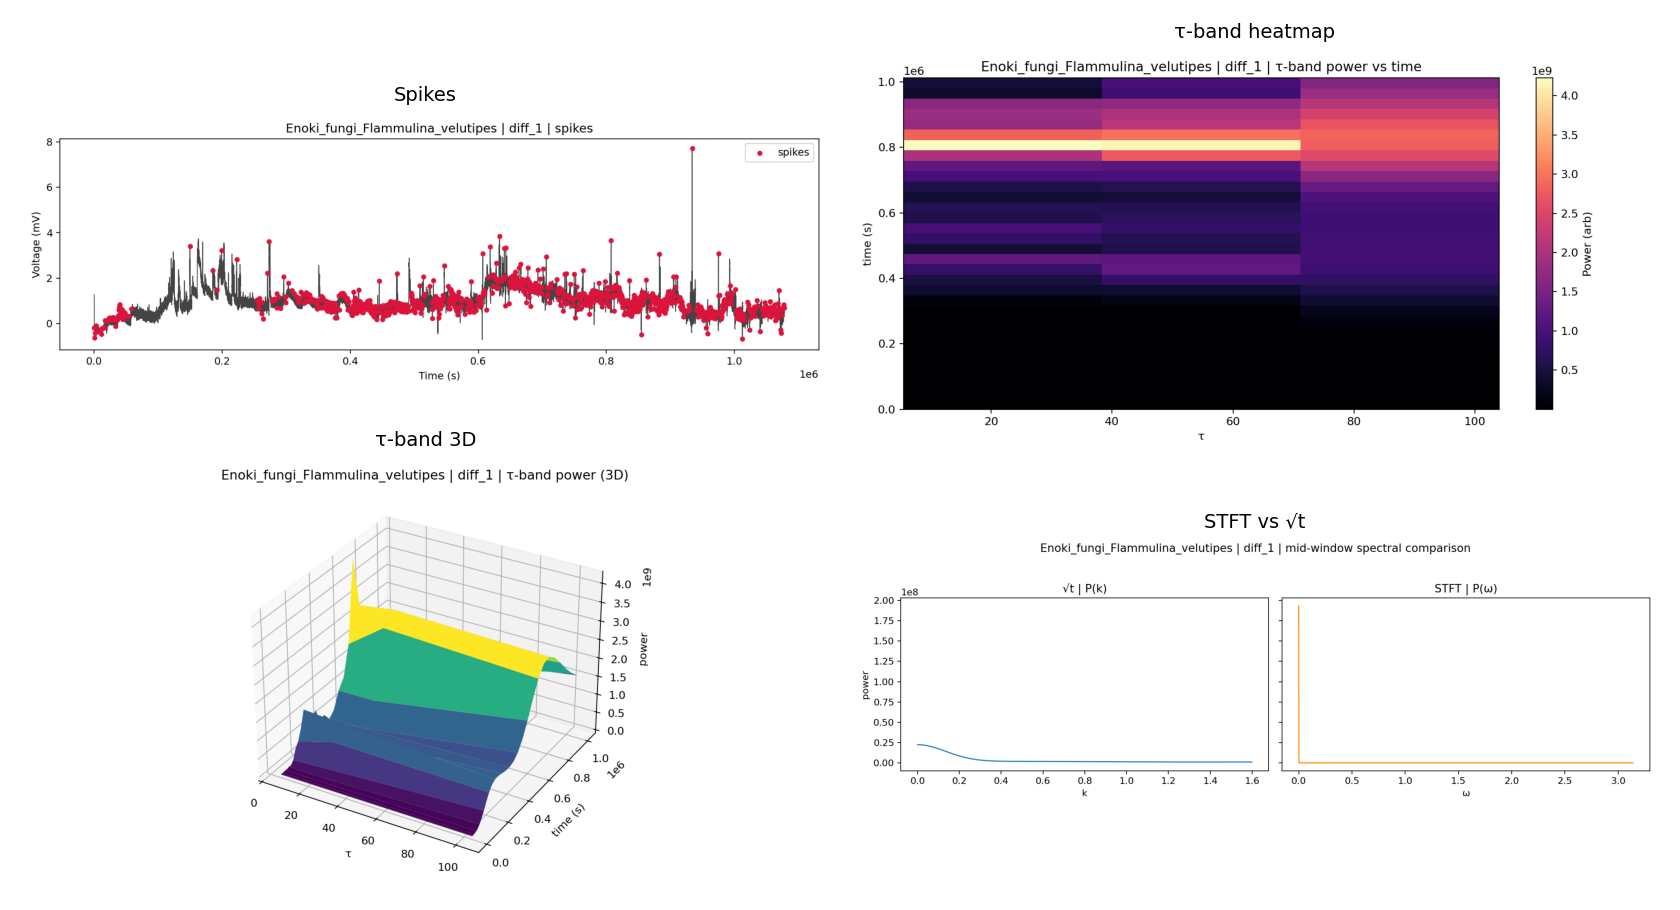 Spikes
Enoki_fungi_Flammulina_velutipes | diff_1 | spikes
Voltage (mV)
8
6
4
2
0
spikes
0.0 0.2 0.4 0.6 0.8 1.0
1e6
Time (s)
τ-band heatmap
Enoki_fungi_Flammulina_velutipes | diff_1 | τ-band power vs time
1e6
time (s)
1.0
0.8
0.6
0.4
0.2
0.0
20 40 60 80 100
τ
1e9
4.0
3.5
3.0
2.5
2.0
1.5
1.0
0.5
Power (arb)
τ-band 3D
Enoki_fungi_Flammulina_velutipes | diff_1 | τ-band power (3D)
1e9
4.0
3.5
3.0
2.5
2.0
1.5
1.0
0.5
0.0
power
0 20 40 60 80 100
τ
0.0 0.2 0.4 0.6 0.8 1.0
1e6
time (s)
STFT vs √t
Enoki_fungi_Flammulina_velutipes | diff_1 | mid-window spectral comparison
√t | P(k)
1e8
power
2.00
1.75
1.50
1.25
1.00
0.75
0.50
0.25
0.00
0.0 0.2 0.4 0.6 0.8 1.0 1.2 1.4 1.6
k
STFT | P(ω)
0.0 0.5 1.0 1.5 2.0 2.5 3.0
ω